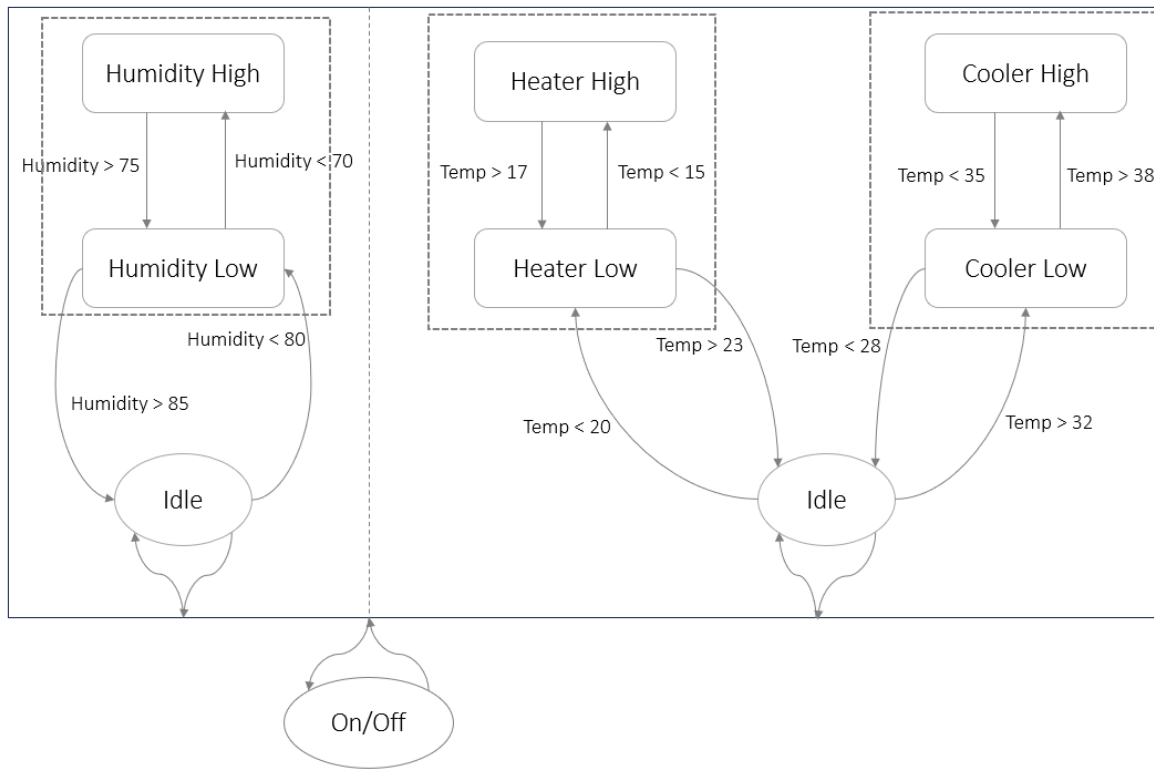 Humidity High
Heater High
Cooler High
Humidity > 75
Humidity < 70
Temp > 17
Temp < 15
Temp < 35
Temp > 38
Humidity Low
Heater Low
Cooler Low
Humidity < 80
Temp > 23
Temp < 28
Humidity > 85
Temp < 20
Temp > 32
Idle
Idle
On/Off